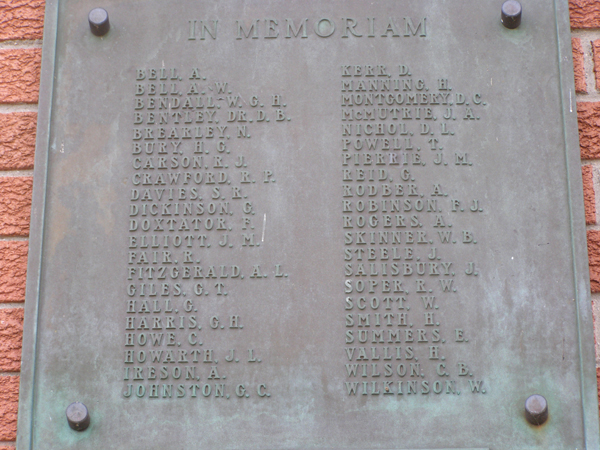 IN MEMORIAM
BELL, A.
BELL, A. W.
BENDALL, W. G. H.
BENTLEY, DR. D. B.
BREARLEY, N.
BURY, H. G.
CARSON, R. J.
CRAWFORD, R. P.
DAVIES, S. R.
DICKINSON, G.
DOXTATOR, F.
ELLIOTT, J. M.
FAIR, R.
FITZGERALD, A. L.
GILES, G. T.
HALL, G.
HARRIS, G. H.
HOWE, C.
HOWARTH, J. L.
IRESON, A.
JOHNSTON, G. C.
KERR, D.
MANNING, H.
MONTGOMERY, D. C.
McMUTRIE, J. A.
NICHOL, D. L.
POWELL, T.
PIERRIE, J. M.
REID, G.
RODBER, A.
ROBINSON, F. J.
ROGERS, A.
SKINNER, W. B.
STEELE, J.
SALISBURY, J.
SOPER, R. W.
SCOTT, W.
SMITH, H.
SUMMERS, E.
VALLIS, H.
WILSON, C. B.
WILKINSON, W.